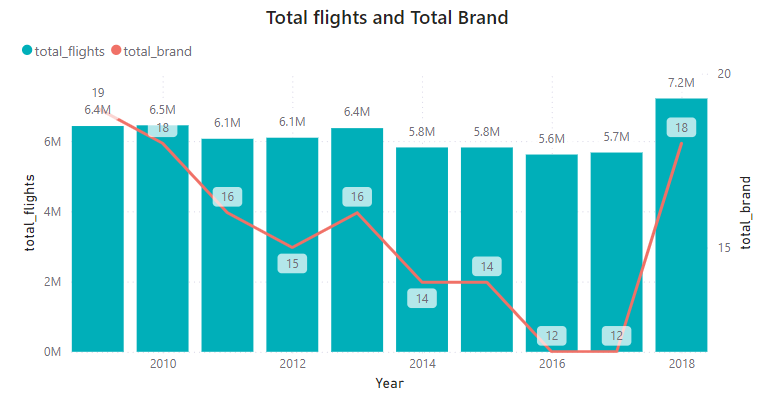 Total flights and Total Brand
total_flights total_brand
20
7.2M
19
6.4M 6.5M 6.4M
6.1M 6.1M
5.8M 5.8M 5.6M 5.7M
6M
18 18
16 16
4M
total_flights
total_brand
15
15
14
14
2M
12 12
0M
2010 2012 2014 2016 2018
Year